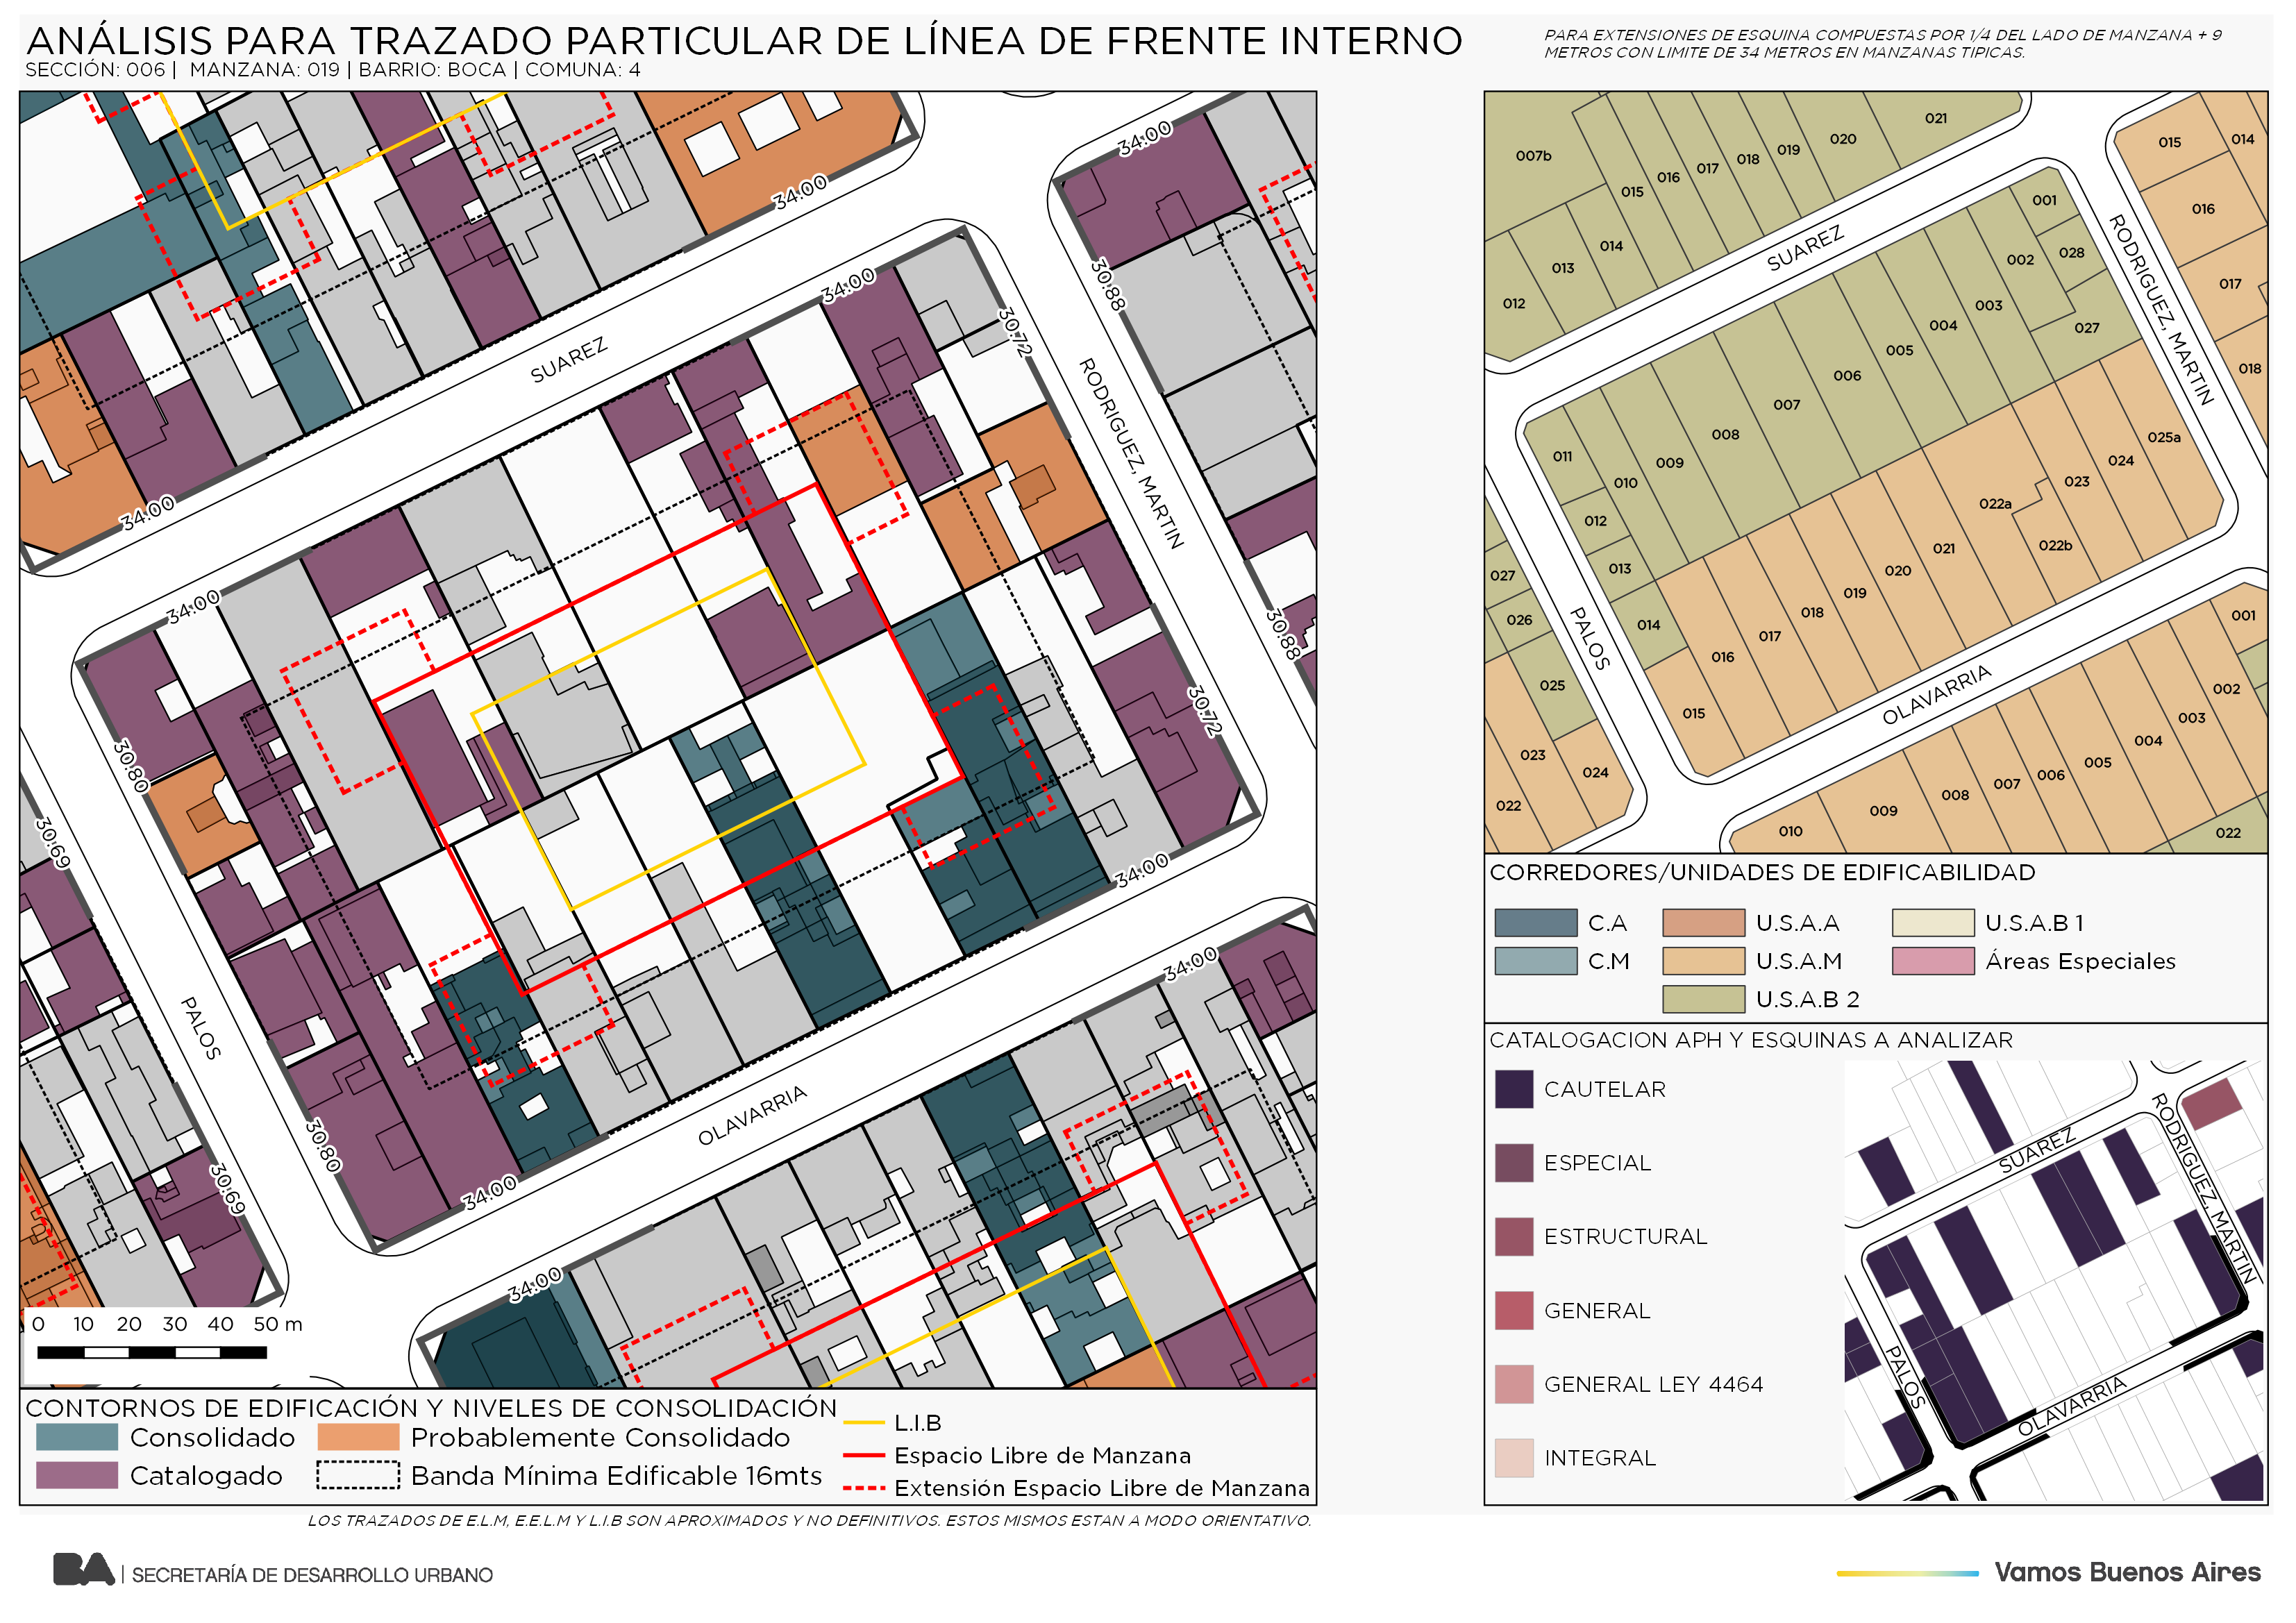 ANÁLISIS PARA TRAZADO PARTICULAR DE LÍNEA DE FRENTE INTERNO
SECCIÓN: 006 | MANZANA: 019 | BARRIO: BOCA | COMUNA: 4
PARA EXTENSIONES DE ESQUINA COMPUESTAS POR 1/4 DEL LADO DE MANZANA + 9
METROS CON LIMITE DE 34 METROS EN MANZANAS TIPICAS.
34.00
34.00
34.00
30.88
30.72
SUAREZ
RODRIGUEZ, MARTIN
34.00
34.00
30.88
30.80
30.72
30.69
34.00
34.00
PALOS
OLAVARRIA
30.80
30.69
34.00
34.00
0 10 20 30 40 50 m
CONTORNOS DE EDIFICACIÓN Y NIVELES DE CONSOLIDACIÓN
Consolidado
Probablemente Consolidado
Catalogado
Banda Mínima Edificable 16mts
L.I.B
Espacio Libre de Manzana
Extensión Espacio Libre de Manzana
LOS TRAZADOS DE E.L.M, E.E.L.M Y L.I.B SON APROXIMADOS Y NO DEFINITIVOS. ESTOS MISMOS ESTAN A MODO ORIENTATIVO.
007b
015
016
017
018
019
020
021
015
014
012
013
014
016
017
018
SUAREZ
RODRIGUEZ, MARTIN
001
028
002
027
003
004
005
006
007
008
009
010
011
012
013
014
025a
024
023
022a
022b
021
020
019
018
017
016
015
027
026
025
023
024
022
PALOS
OLAVARRIA
001
002
003
004
005
006
007
008
009
010
022
CORREDORES/UNIDADES DE EDIFICABILIDAD
C.A
U.S.A.A
U.S.A.B 1
C.M
U.S.A.M
Áreas Especiales
U.S.A.B 2
CATALOGACION APH Y ESQUINAS A ANALIZAR
CAUTELAR
ESPECIAL
ESTRUCTURAL
GENERAL
GENERAL LEY 4464
INTEGRAL
SUAREZ
RODRIGUEZ, MARTIN
PALOS
OLAVARRIA
BA | SECRETARÍA DE DESARROLLO URBANO
Vamos Buenos Aires